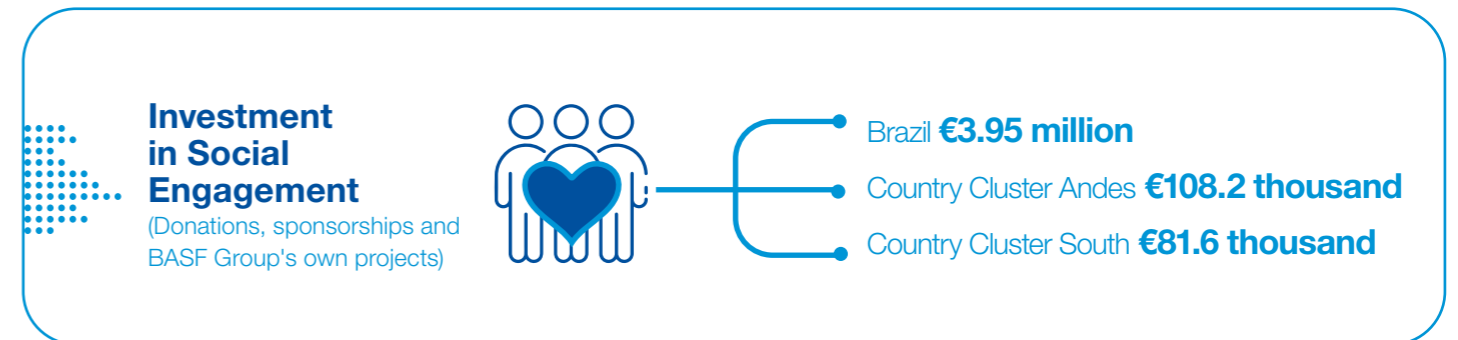 Investment
in Social
Engagement
(Donations, sponsorships and
BASF Group's own projects)
Brazil €3.95 million
Country Cluster Andes €108.2 thousand
Country Cluster South €81.6 thousand